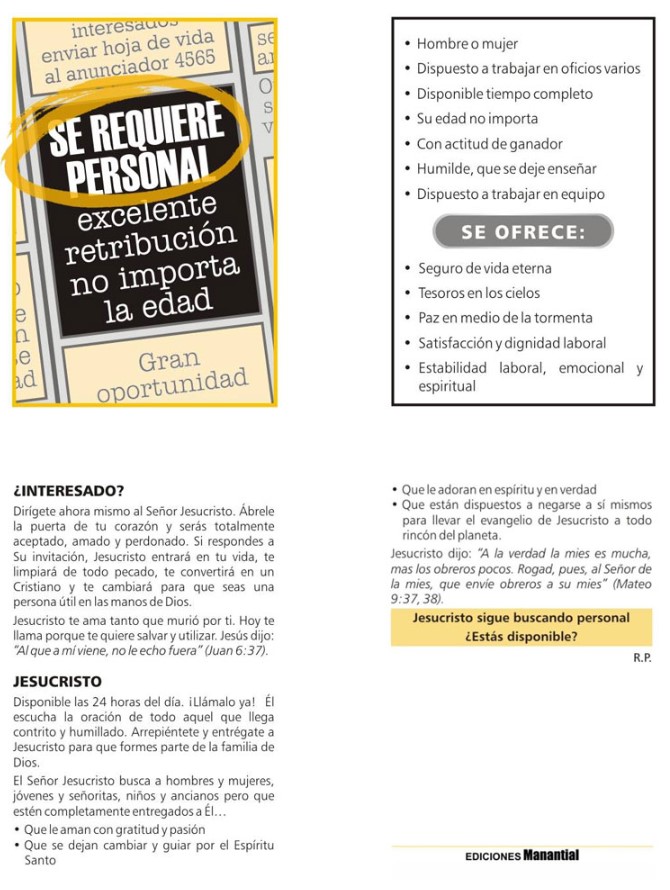 interesados
enviar hoja de vida
al anunciador 4565
SE REQUIERE
PERSONAL
excelente
retribución
no importa
la edad
Gran
oportunidad
• Hombre o mujer
• Dispuesto a trabajar en oficios varios
• Disponible tiempo completo
• Su edad no importa
• Con actitud de ganador
• Humilde, que se deje enseñar
• Dispuesto a trabajar en equipo
SE OFRECE:
• Seguro de vida eterna
• Tesoros en los cielos
• Paz en medio de la tormenta
• Satisfacción y dignidad laboral
• Estabilidad laboral, emocional y
espiritual
¿INTERESADO?
Dirígete ahora mismo al Señor Jesucristo. Ábrele
la puerta de tu corazón y serás totalmente
aceptado, amado y perdonado. Si respondes a
Su invitación, Jesucristo entrará en tu vida, te
limpiará de todo pecado, te convertirá en un
Cristiano y te cambiará para que seas una
persona útil en las manos de Dios.
Jesucristo te ama tanto que murió por ti. Hoy te
llama porque te quiere salvar y utilizar. Jesús dijo:
“Al que a mí viene, no le echo fuera” (Juan 6:37).
JESUCRISTO
Disponible las 24 horas del día. ¡Llámalo ya! Él
escucha la oración de todo aquel que llega
contrito y humillado. Arrepiéntete y entrégate a
Jesucristo para que formes parte de la familia de
Dios.
El Señor Jesucristo busca a hombres y mujeres,
jóvenes y señoritas, niños y ancianos pero que
estén completamente entregados a Él...
• Que le aman con gratitud y pasión
• Que se dejan cambiar y guiar por el Espíritu
Santo
• Que le adoran en espíritu y en verdad
• Que están dispuestos a negarse a sí mismos
para llevar el evangelio de Jesucristo a todo
rincón del planeta.
Jesucristo dijo: “A la verdad la mies es mucha,
mas los obreros pocos. Rogad, pues, al Señor de
la mies, que envíe obreros a su mies” (Mateo
9:37, 38).
Jesucristo sigue buscando personal
¿Estás disponible?
R.P.
EDICIONES Manantial